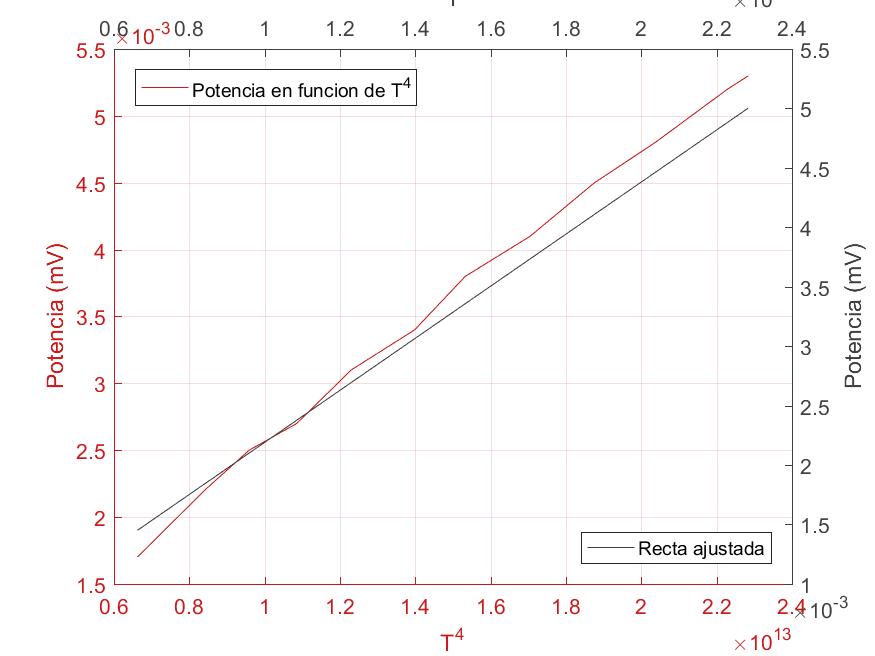 0.6 0.8 1 1.2 1.4 1.6 1.8 2 2.2 2.4
×10⁻³
5.5 5 4.5 4 3.5 3 2.5 2 1.5
Potencia (mV)
Potencia en funcion de T⁴
Recta ajustada
5.5 5 4.5 4 3.5 3 2.5 2 1.5 1
Potencia (mV)
×10⁻³
0.6 0.8 1 1.2 1.4 1.6 1.8 2 2.2 2.4
T⁴
×10¹³